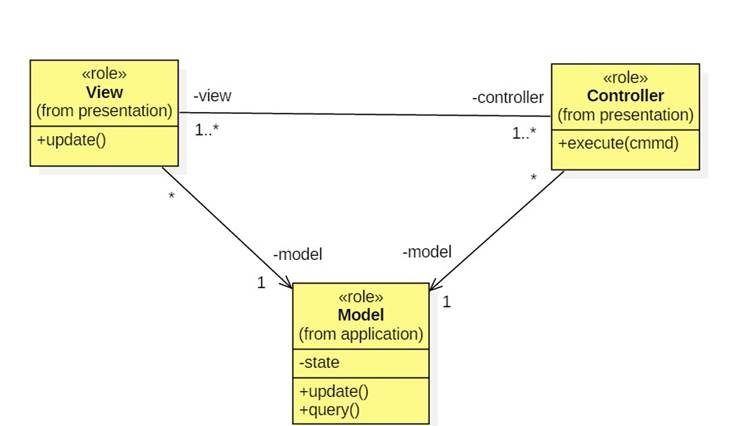 «role»
View
(from presentation)
+update()
-view
1..*
-controller
1..*
«role»
Controller
(from presentation)
+execute(cmmd)
*
*
-model
-model
1
1
«role»
Model
(from application)
-state
+update()
+query()